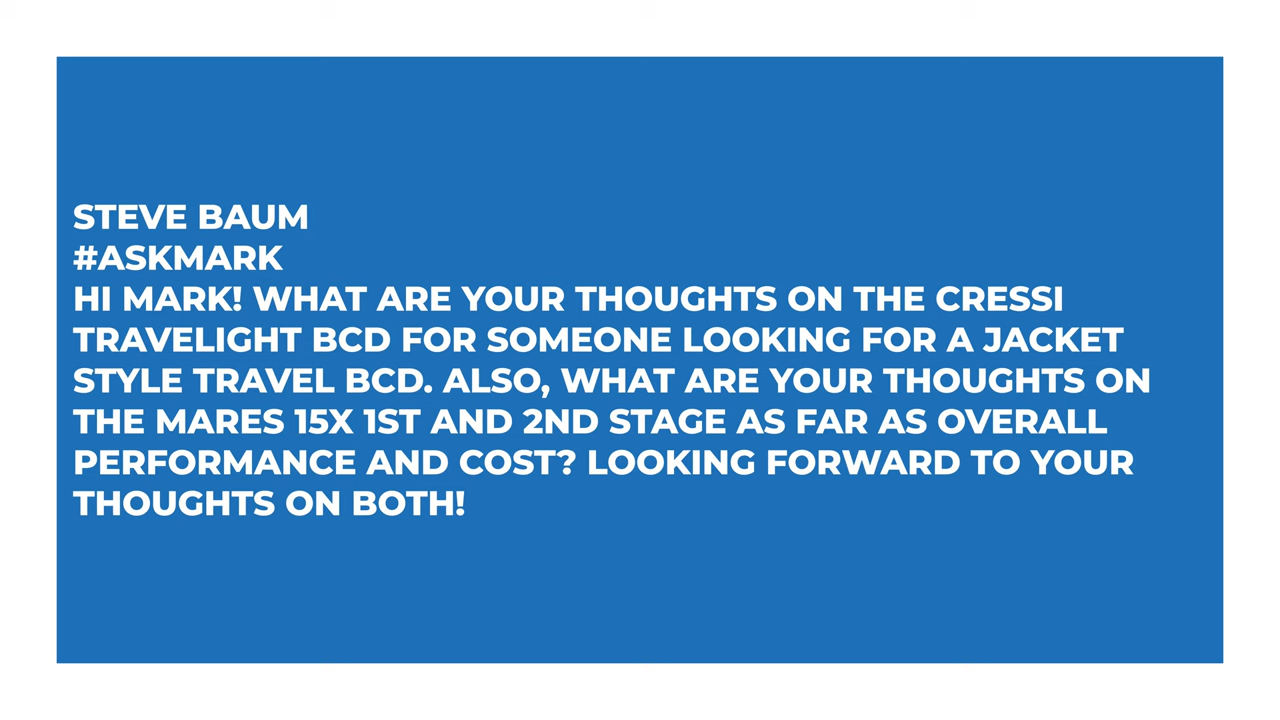 STEVE BAUM
#ASKMARK
HI MARK! WHAT ARE YOUR THOUGHTS ON THE CRESSI
TRAVELIGHT BCD FOR SOMEONE LOOKING FOR A JACKET
STYLE TRAVEL BCD. ALSO, WHAT ARE YOUR THOUGHTS ON
THE MARES 15X 1ST AND 2ND STAGE AS FAR AS OVERALL
PERFORMANCE AND COST? LOOKING FORWARD TO YOUR
THOUGHTS ON BOTH!